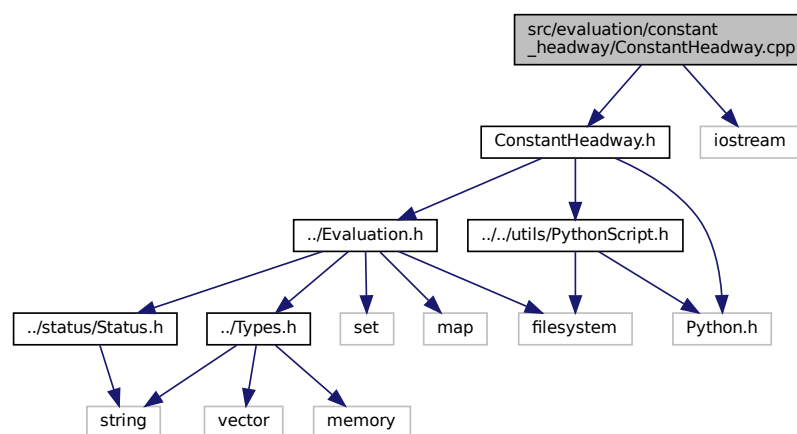 src/evaluation/constant
_headway/ConstantHeadway.cpp
ConstantHeadway.h
iostream
../Evaluation.h
../../utils/PythonScript.h
../status/Status.h
../Types.h
set
map
filesystem
Python.h
string
vector
memory